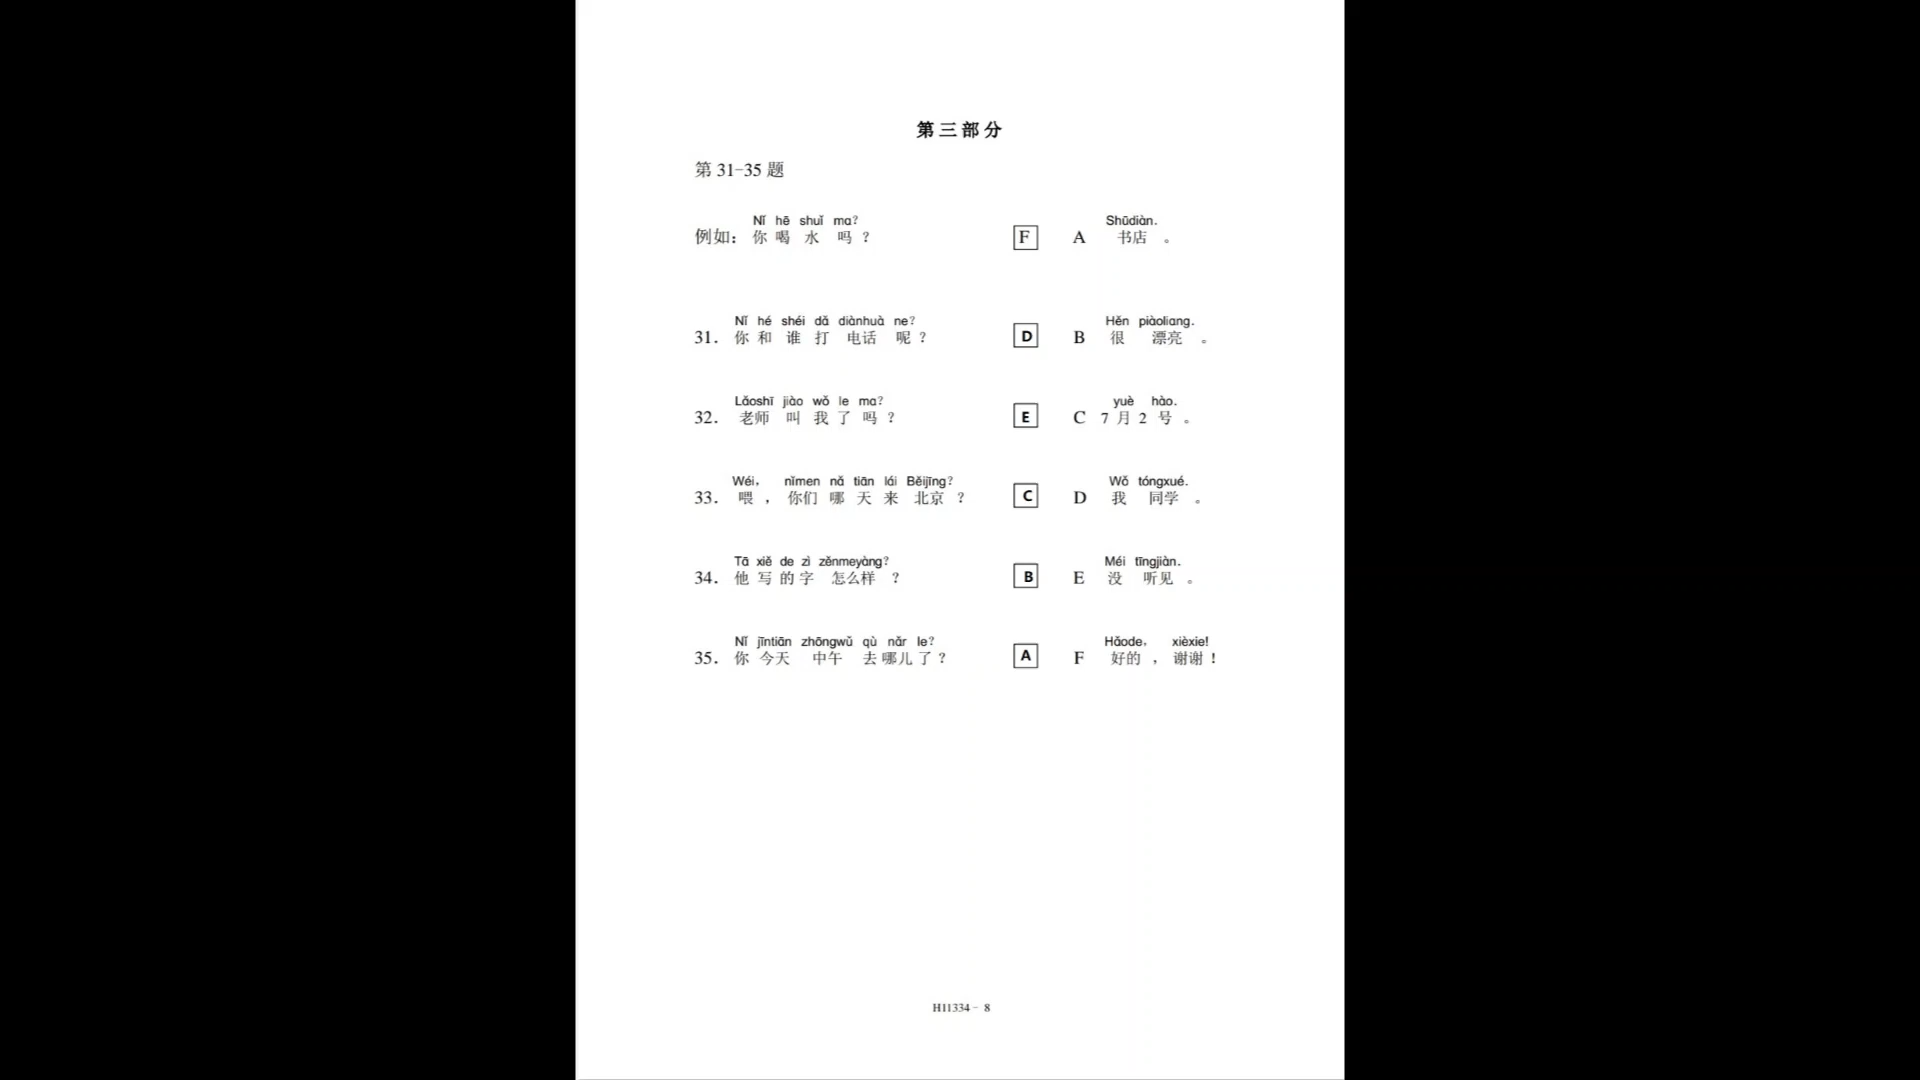 第三部分
第 31-35 题
Nǐ hē shuǐ ma?
例如: 你 喝 水 吗 ?
F
Shūdiàn.
A 书店 。
Nǐ hé shéi dǎ diànhuà ne?
31. 你 和 谁 打 电话 呢 ?
D
Hěn piàoliang.
B 很 漂亮 。
Lǎoshī jiào wǒ le ma?
32. 老师 叫 我 了 吗 ?
E
yuè hào.
C 7 月 2 号 。
Wéi, nǐmen nǎ tiān lái Běijīng?
33. 喂 , 你们 哪 天 来 北京 ?
C
Wǒ tóngxué.
D 我 同学 。
Tā xiě de zì zěnmeyàng?
34. 他 写 的 字 怎么样 ?
B
Méi tīngjiàn.
E 没 听见 。
Nǐ jīntiān zhōngwǔ qù nǎr le?
35. 你 今天 中午 去 哪儿 了 ?
A
Hǎode, xièxie!
F 好的 , 谢谢 !
H11334 - 8